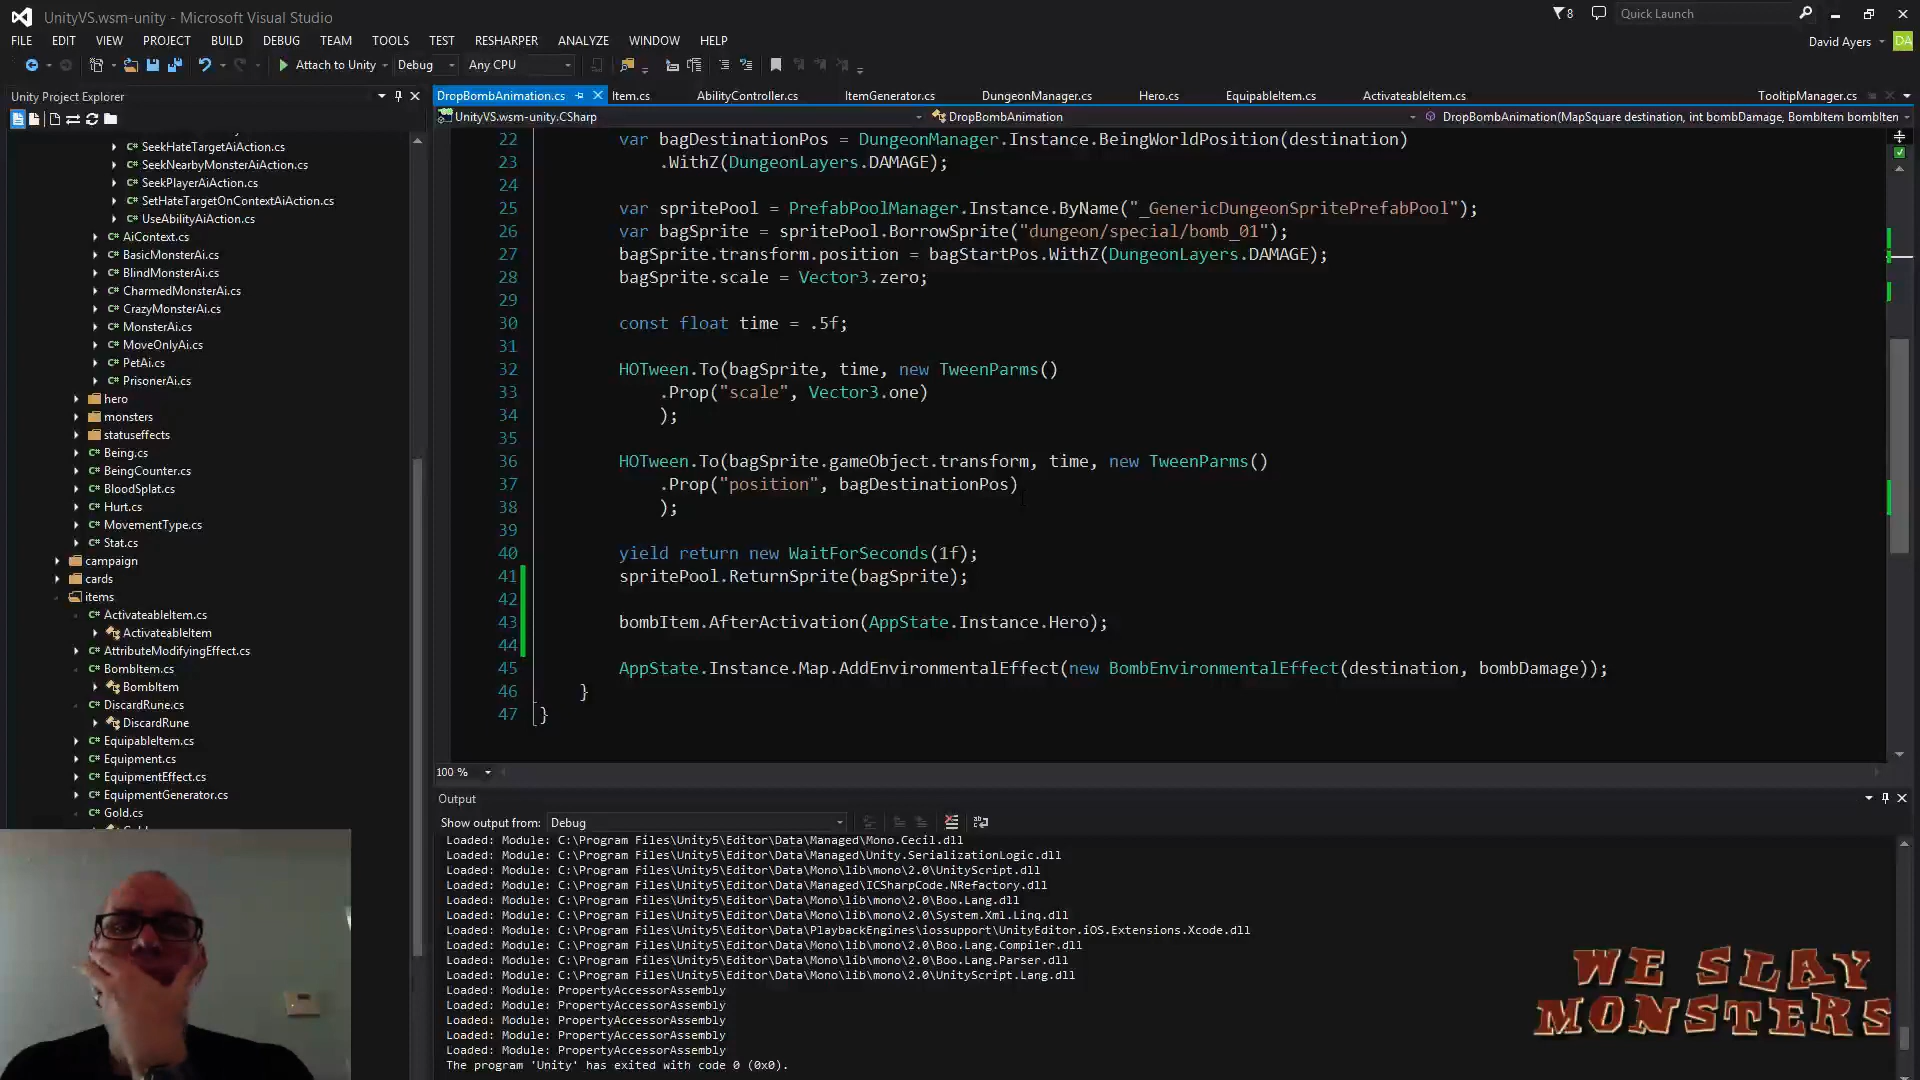 UnityVS.wsm-unity - Microsoft Visual Studio
8
Quick Launch
FILE EDIT VIEW PROJECT BUILD DEBUG TEAM TOOLS TEST RESHARPER ANALYZE WINDOW HELP
David Ayers DA
Attach to Unity Debug Any CPU
Unity Project Explorer
DropBombAnimation.cs Item.cs AbilityController.cs ItemGenerator.cs DungeonManager.cs Hero.cs EquipableItem.cs ActivateableItem.cs TooltipManager.cs
UnityVS.wsm-unity.CSharp DropBombAnimation DropBombAnimation(MapSquare destination, int bombDamage, BombItem bombIten
SeekHateTargetAiAction.cs
SeekNearbyMonsterAiAction.cs
SeekPlayerAiAction.cs
SetHateTargetOnContextAiAction.cs
UseAbilityAiAction.cs
AiContext.cs
BasicMonsterAi.cs
BlindMonsterAi.cs
CharmedMonsterAi.cs
CrazyMonsterAi.cs
MonsterAi.cs
MoveOnlyAi.cs
PetAi.cs
PrisonerAi.cs
hero
monsters
statuseffects
Being.cs
BeingCounter.cs
BloodSplat.cs
Hurt.cs
MovementType.cs
Stat.cs
campaign
cards
items
ActivateableItem.cs
ActivateableItem
AttributeModifyingEffect.cs
BombItem.cs
BombItem
DiscardRune.cs
DiscardRune
EquipableItem.cs
Equipment.cs
EquipmentEffect.cs
EquipmentGenerator.cs
Gold.cs
22 var bagDestinationPos = DungeonManager.Instance.BeingWorldPosition(destination)
23 .WithZ(DungeonLayers.DAMAGE);
24
25 var spritePool = PrefabPoolManager.Instance.ByName("_GenericDungeonSpritePrefabPool");
26 var bagSprite = spritePool.BorrowSprite("dungeon/special/bomb_01");
27 bagSprite.transform.position = bagStartPos.WithZ(DungeonLayers.DAMAGE);
28 bagSprite.scale = Vector3.zero;
29
30 const float time = .5f;
31
32 HOTween.To(bagSprite, time, new TweenParms()
33 .Prop("scale", Vector3.one)
34 );
35
36 HOTween.To(bagSprite.gameObject.transform, time, new TweenParms()
37 .Prop("position", bagDestinationPos)
38 );
39
40 yield return new WaitForSeconds(1f);
41 spritePool.ReturnSprite(bagSprite);
42
43 bombItem.AfterActivation(AppState.Instance.Hero);
44
45 AppState.Instance.Map.AddEnvironmentalEffect(new BombEnvironmentalEffect(destination, bombDamage));
46 }
47 }
100 %
Output
Show output from: Debug
Loaded: Module: C:\Program Files\Unity5\Editor\Data\Managed\Mono.Cecil.dll
Loaded: Module: C:\Program Files\Unity5\Editor\Data\Managed\Unity.SerializationLogic.dll
Loaded: Module: C:\Program Files\Unity5\Editor\Data\Mono\lib\mono\2.0\UnityScript.dll
Loaded: Module: C:\Program Files\Unity5\Editor\Data\Managed\ICSharpCode.NRefactory.dll
Loaded: Module: C:\Program Files\Unity5\Editor\Data\Mono\lib\mono\2.0\Boo.Lang.dll
Loaded: Module: C:\Program Files\Unity5\Editor\Data\Mono\lib\mono\2.0\System.Xml.Linq.dll
Loaded: Module: C:\Program Files\Unity5\Editor\Data\PlaybackEngines\iossupport\UnityEditor.iOS.Extensions.Xcode.dll
Loaded: Module: C:\Program Files\Unity5\Editor\Data\Mono\lib\mono\2.0\Boo.Lang.Compiler.dll
Loaded: Module: C:\Program Files\Unity5\Editor\Data\Mono\lib\mono\2.0\Boo.Lang.Parser.dll
Loaded: Module: C:\Program Files\Unity5\Editor\Data\Mono\lib\mono\2.0\UnityScript.Lang.dll
Loaded: Module: PropertyAccessorAssembly
Loaded: Module: PropertyAccessorAssembly
Loaded: Module: PropertyAccessorAssembly
Loaded: Module: PropertyAccessorAssembly
Loaded: Module: PropertyAccessorAssembly
The program 'Unity' has exited with code 0 (0x0).
WE SLAY
MONSTERS